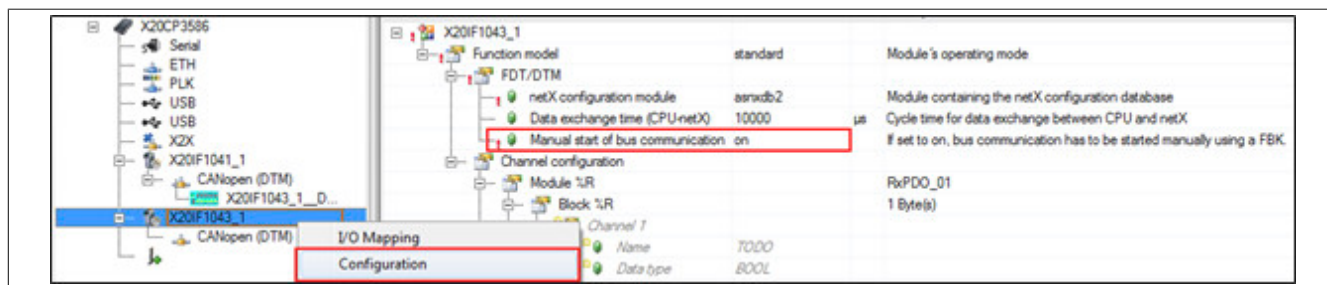 X20CP3586
Serial
ETH
PLK
USB
USB
X2X
X20IF1041_1
CANopen (DTM)
X20IF1043_1__D...
X20IF1043_1
CANopen (DTM)
I/O Mapping
Configuration
X20IF1043_1
Function model standard Module´s operating mode
FDT/DTM
netX configuration module asnxdb2 Module containing the netX configuration database
Data exchange time (CPU-netX) 10000 µs Cycle time for data exchange between CPU and netX
Manual start of bus communication on If set to on, bus communication has to be started manually using a FBK.
Channel configuration
Module %R RxPDO_01
Block %R 1 Byte(s)
Channel 1
Name TODO
Data type BOOL